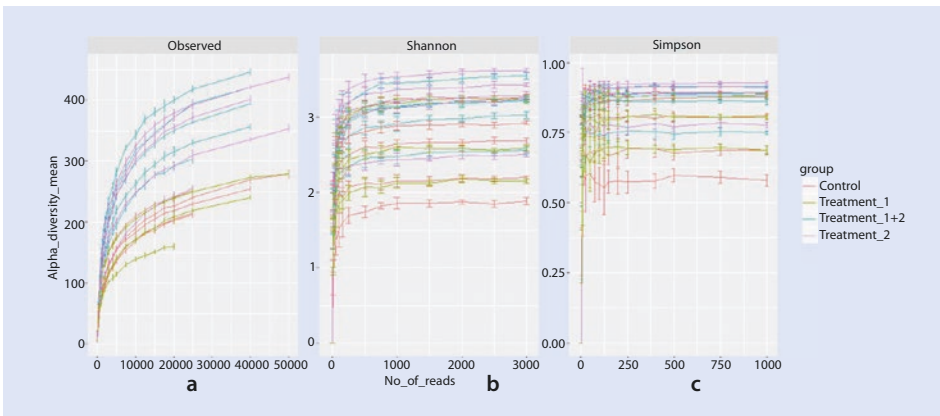 Observed
Shannon
Simpson
Alpha_diversity_mean
400
300
200
100
0
3
2
1
0
1.00
0.75
0.50
0.25
0.00
0 10000 20000 30000 40000 50000
0 1000 2000 3000
0 250 500 750 1000
No_of_reads
a
b
c
group
Control
Treatment_1
Treatment_1+2
Treatment_2